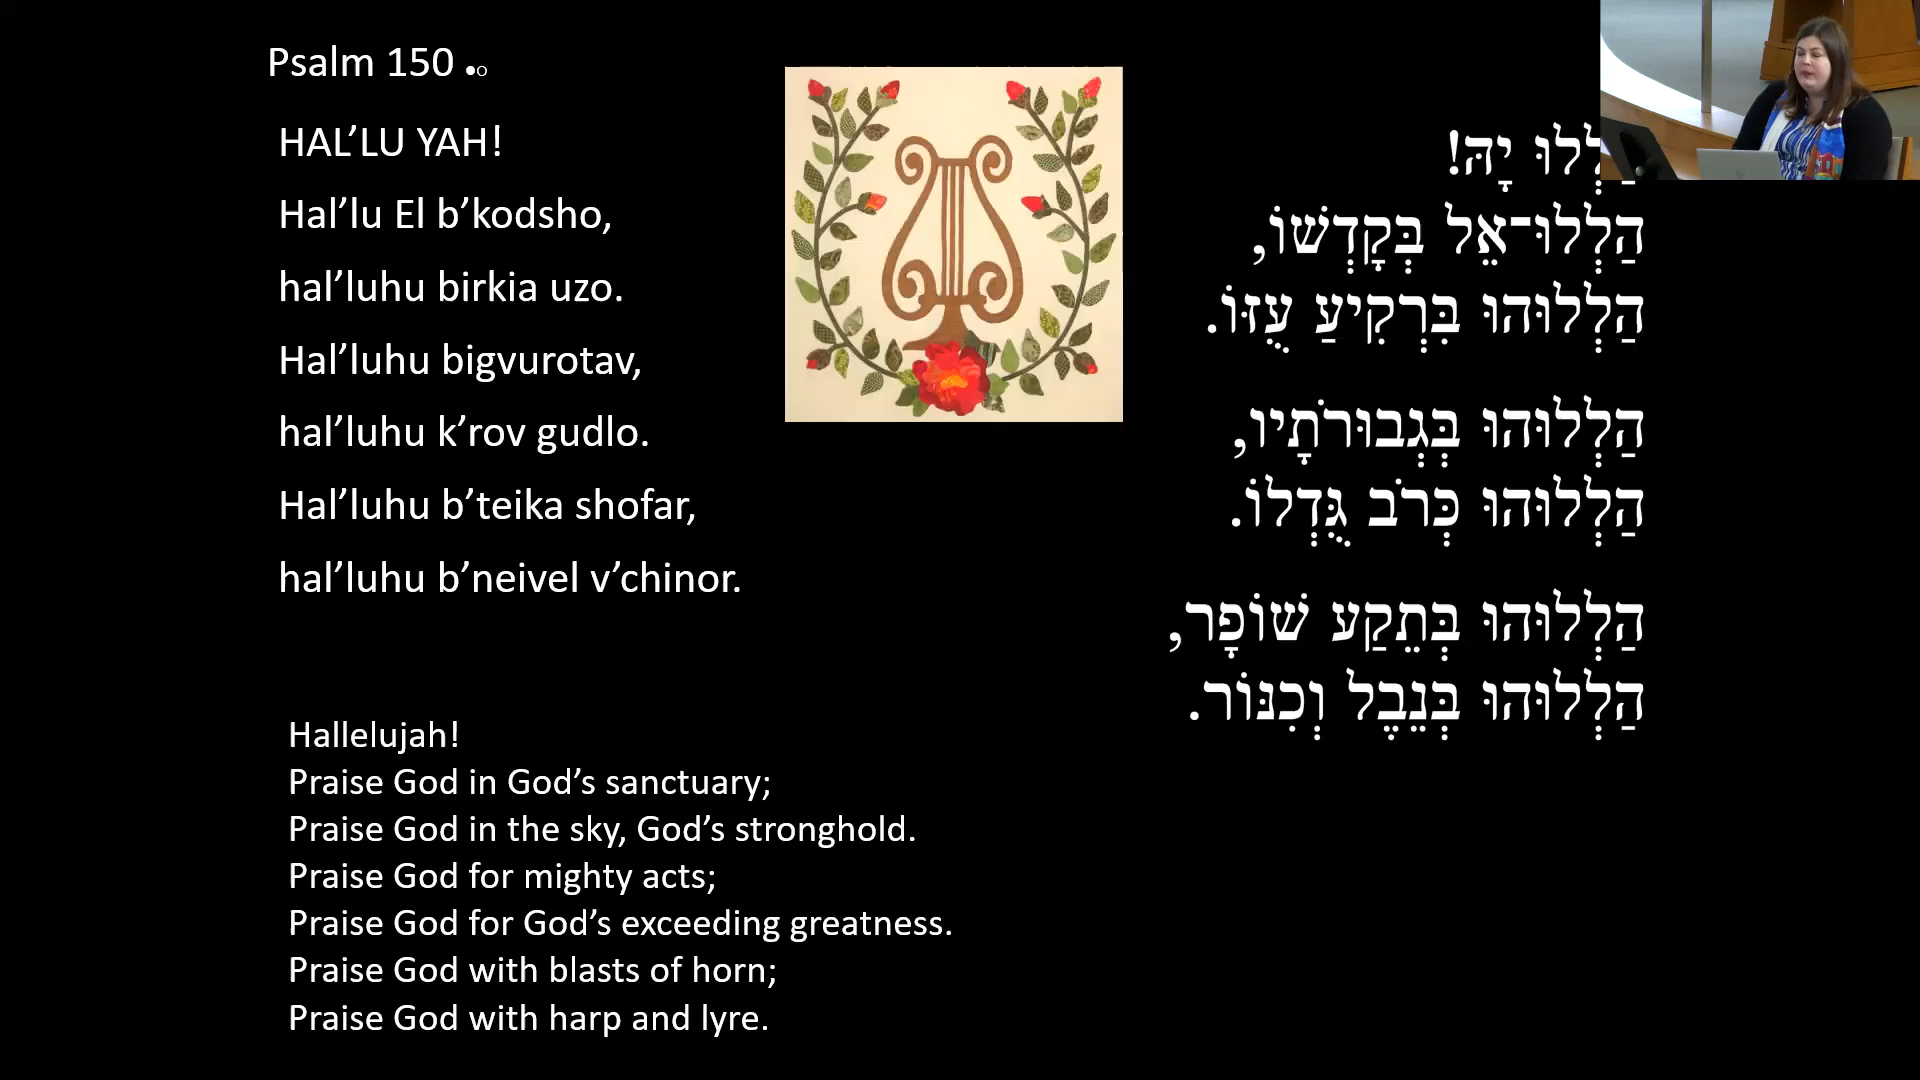 Psalm 150 ●○
HAL’LU YAH!
Hal’lu El b’kodsho,
hal’luhu birkia uzo.
Hal’luhu bigvurotav,
hal’luhu k’rov gudlo.
Hal’luhu b’teika shofar,
hal’luhu b’neivel v’chinor.
Hallelujah!
Praise God in God’s sanctuary;
Praise God in the sky, God’s stronghold.
Praise God for mighty acts;
Praise God for God’s exceeding greatness.
Praise God with blasts of horn;
Praise God with harp and lyre.
יָהּ!
הַלְלוּ־אֵל בְּקָדְשׁוֹ,
הַלְלוּהוּ בִּרְקִיעַ עֻזּוֹ.
הַלְלוּהוּ בִּגְבוּרֹתָיו,
הַלְלוּהוּ כְּרֹב גֻּדְלוֹ.
הַלְלוּהוּ בְּתֵקַע שׁוֹפָר,
הַלְלוּהוּ בְּנֵבֶל וְכִנּוֹר.